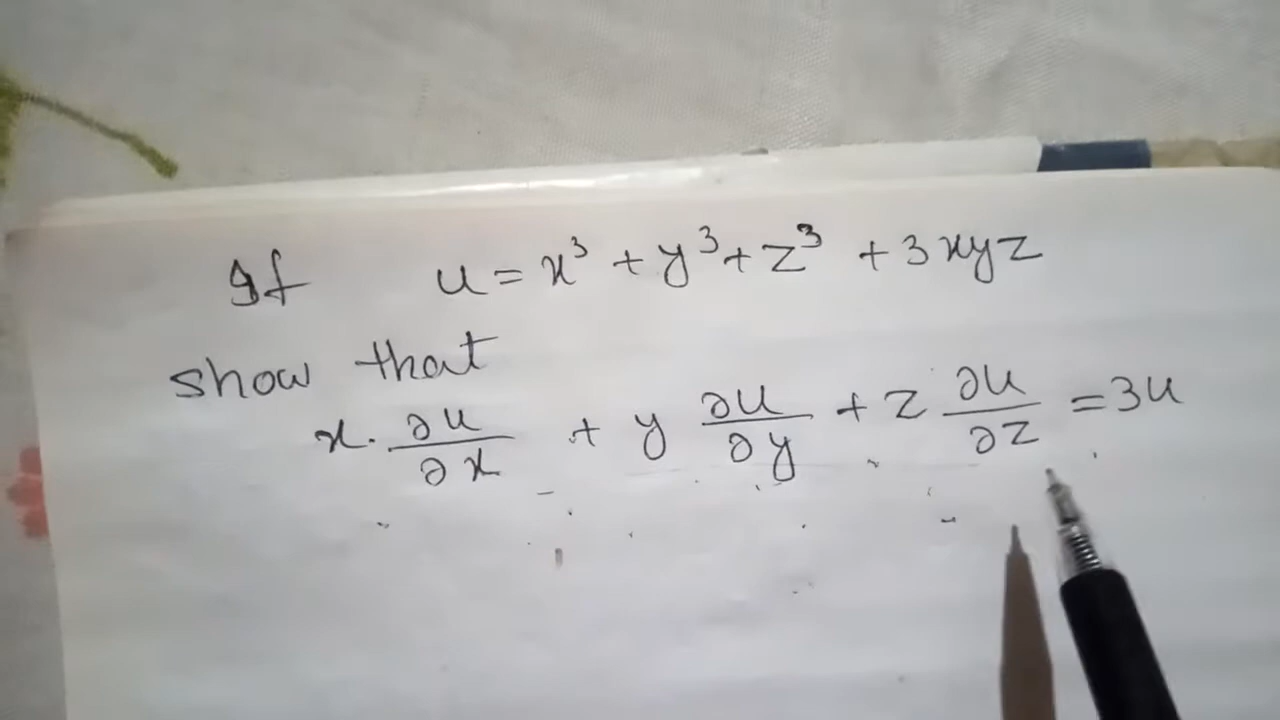 If u = x³ + y³ + z³ + 3xyz
show that
x. ∂u/∂x + y ∂u/∂y + z ∂u/∂z = 3u